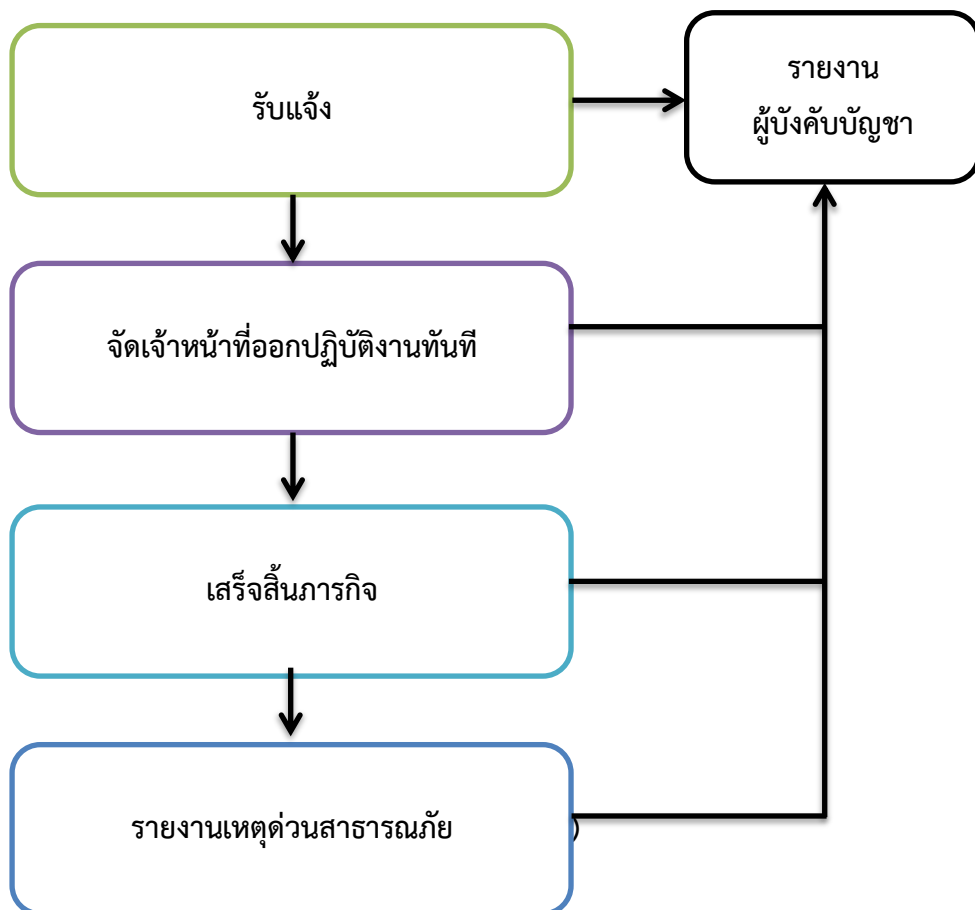 รับแจ้ง
รายงาน
ผู้บังคับบัญชา
จัดเจ้าหน้าที่ออกปฏิบัติงานทันที
เสร็จสิ้นภารกิจ
รายงานเหตุด่วนสาธารณภัย
)